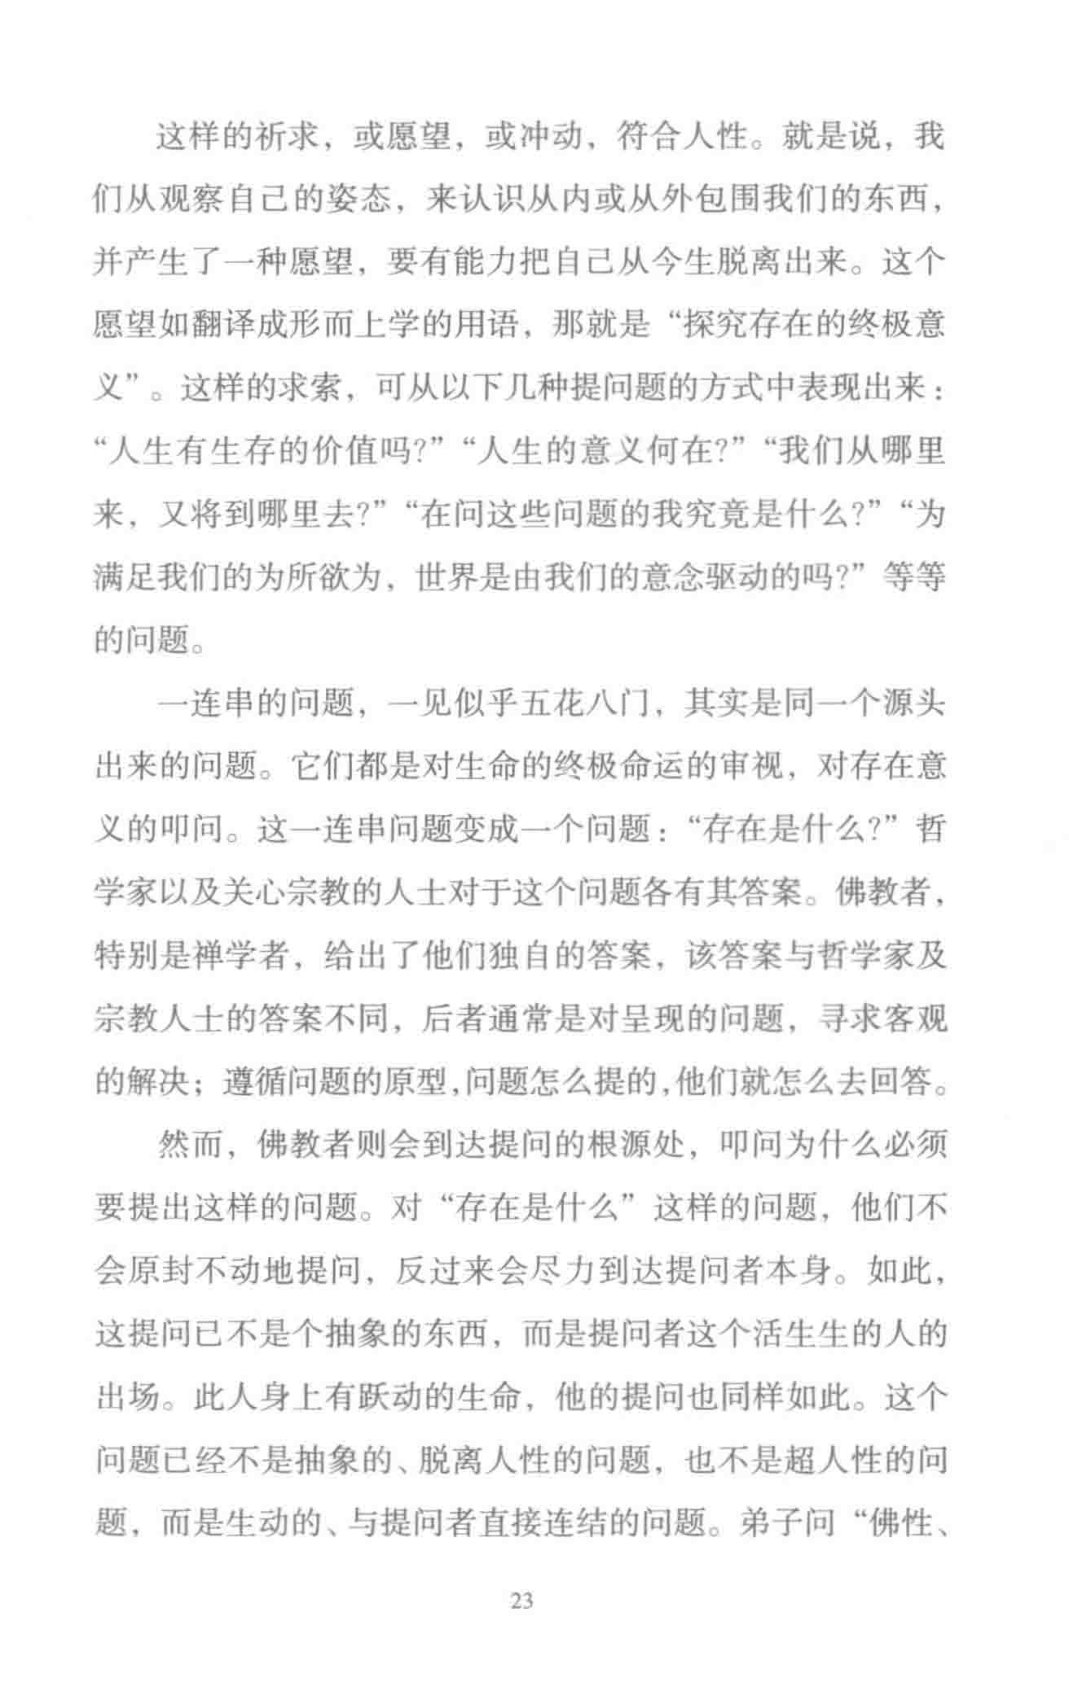 这样的祈求，或愿望，或冲动，符合人性。就是说，我
们从观察自己的姿态，来认识从内或从外包围我们的东西，
并产生了一种愿望，要有能力把自己从今生脱离出来。这个
愿望如翻译成形而上学的用语，那就是“探究存在的终极意
义”。这样的求索，可从以下几种提问题的方式中表现出来：
“人生有生存的价值吗?”“人生的意义何在?”“我们从哪里
来，又将到哪里去?”“在问这些问题的我究竟是什么?”“为
满足我们的为所欲为，世界是由我们的意念驱动的吗?”等等
的问题。
一连串的问题，一见似乎五花八门，其实是同一个源头
出来的问题。它们都是对生命的终极命运的审视，对存在意
义的叩问。这一连串问题变成一个问题：“存在是什么?”哲
学家以及关心宗教的人士对于这个问题各有其答案。佛教者，
特别是禅学者，给出了他们独自的答案，该答案与哲学家及
宗教人士的答案不同，后者通常是对呈现的问题，寻求客观
的解决；遵循问题的原型，问题怎么提的，他们就怎么去回答。
然而，佛教者则会到达提问的根源处，叩问为什么必须
要提出这样的问题。对“存在是什么”这样的问题，他们不
会原封不动地提问，反过来会尽力到达提问者本身。如此，
这提问已不是个抽象的东西，而是提问者这个活生生的人的
出场。此人身上有跃动的生命，他的提问也同样如此。这个
问题已经不是抽象的、脱离人性的问题，也不是超人性的问
题，而是生动的、与提问者直接连结的问题。弟子问“佛性、
23